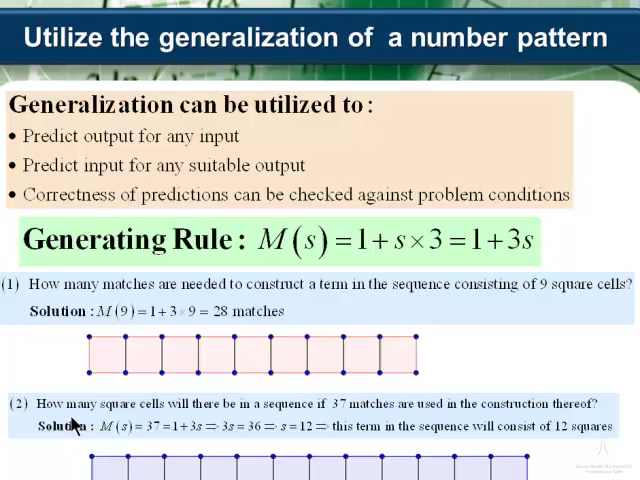 Utilize the generalization of a number pattern
Generalization can be utilized to:
• Predict output for any input
• Predict input for any suitable output
• Correctness of predictions can be checked against problem conditions
Generating Rule: M(s) = 1 + s × 3 = 1 + 3s
(1) How many matches are needed to construct a term in the sequence consisting of 9 square cells?
Solution: M(9) = 1 + 3 × 9 = 28 matches
(2) How many square cells will there be in a sequence if 37 matches are used in the construction thereof?
Solution: M(s) = 37 = 1 + 3s ⇒ 3s = 36 ⇒ s = 12 ⇒ this term in the sequence will consist of 12 squares